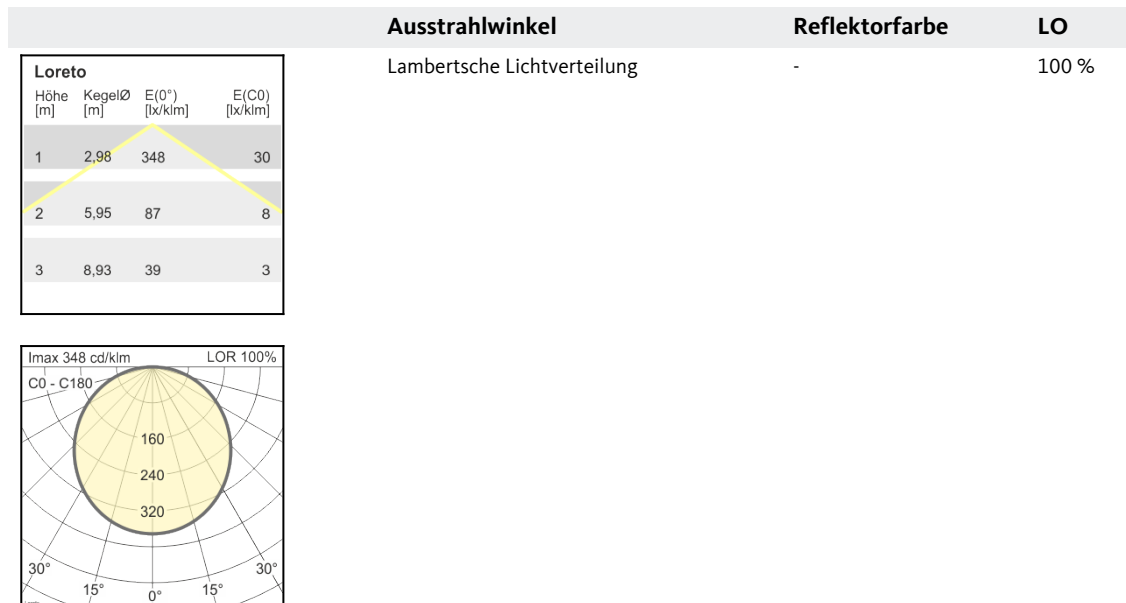 Ausstrahlwinkel Reflektorfarbe LO
Lambertsche Lichtverteilung - 100 %
Loreto
Höhe KegelØ E(0°) E(C0)
[m] [m] [lx/klm] [lx/klm]
1 2,98 348 30
2 5,95 87 8
3 8,93 39 3
Imax 348 cd/klm LOR 100%
C0 - C180
160
240
320
30° 30°
15° 0° 15°